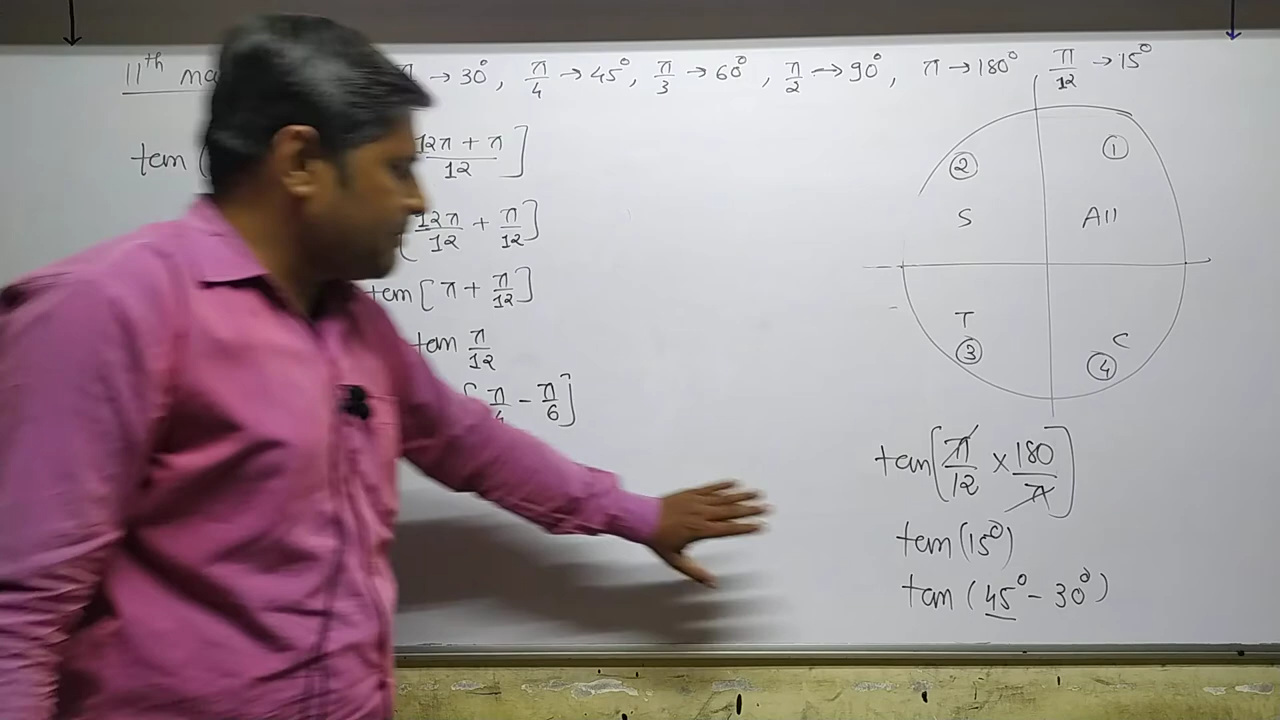 11th ma π → 30°, π/4 → 45°, π/3 → 60°, π/2 → 90°, π → 180° π/12 → 15°
tan ( 12π + π / 12 ]
[ 12π/12 + π/12 ]
tan [ π + π/12 ]
tan π/12
[ π/4 - π/6 ]
2 1
S All
T C
3 4
tan [ π/12 × 180/π ]
tan (15°)
tan ( 45° - 30° )